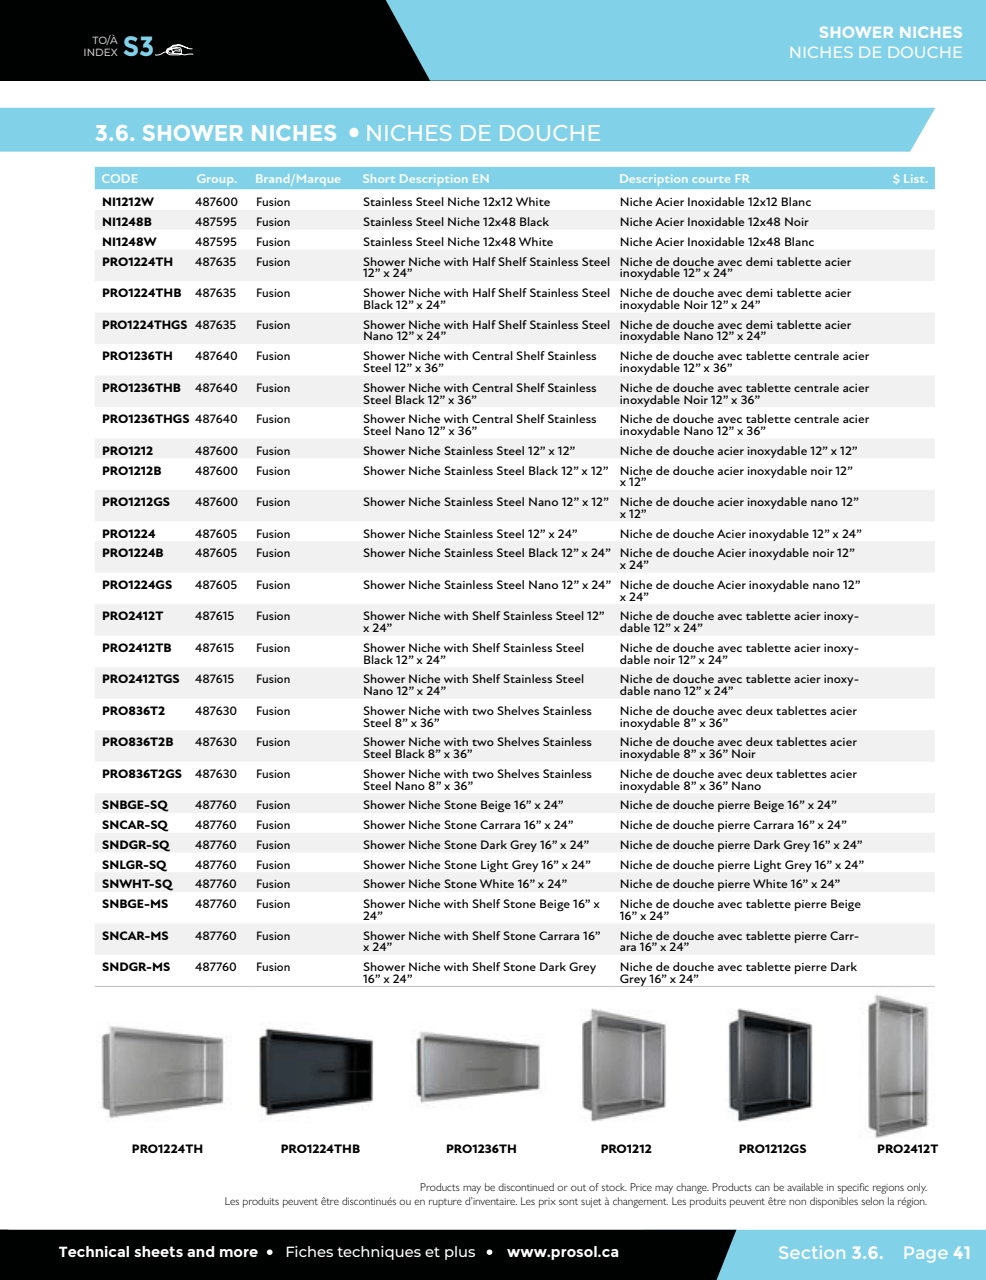 TO/À
INDEX S3
SHOWER NICHES
NICHES DE DOUCHE
3.6. SHOWER NICHES • NICHES DE DOUCHE
CODE Group. Brand/Marque Short Description EN Description courte FR $ List.
NI1212W 487600 Fusion Stainless Steel Niche 12x12 White Niche Acier Inoxidable 12x12 Blanc
NI1248B 487595 Fusion Stainless Steel Niche 12x48 Black Niche Acier Inoxidable 12x48 Noir
NI1248W 487595 Fusion Stainless Steel Niche 12x48 White Niche Acier Inoxidable 12x48 Blanc
PRO1224TH 487635 Fusion Shower Niche with Half Shelf Stainless Steel Niche de douche avec demi tablette acier
12” x 24” inoxydable 12” x 24”
PRO1224THB 487635 Fusion Shower Niche with Half Shelf Stainless Steel Niche de douche avec demi tablette acier
Black 12” x 24” inoxydable Noir 12” x 24”
PRO1224THGS 487635 Fusion Shower Niche with Half Shelf Stainless Steel Niche de douche avec demi tablette acier
Nano 12” x 24” inoxydable Nano 12” x 24”
PRO1236TH 487640 Fusion Shower Niche with Central Shelf Stainless Niche de douche avec tablette centrale acier
Steel 12” x 36” inoxydable 12” x 36”
PRO1236THB 487640 Fusion Shower Niche with Central Shelf Stainless Niche de douche avec tablette centrale acier
Steel Black 12” x 36” inoxydable Noir 12” x 36”
PRO1236THGS 487640 Fusion Shower Niche with Central Shelf Stainless Niche de douche avec tablette centrale acier
Steel Nano 12” x 36” inoxydable Nano 12” x 36”
PRO1212 487600 Fusion Shower Niche Stainless Steel 12” x 12” Niche de douche acier inoxydable 12” x 12”
PRO1212B 487600 Fusion Shower Niche Stainless Steel Black 12” x 12” Niche de douche acier inoxydable noir 12”
x 12”
PRO1212GS 487600 Fusion Shower Niche Stainless Steel Nano 12” x 12” Niche de douche acier inoxydable nano 12”
x 12”
PRO1224 487605 Fusion Shower Niche Stainless Steel 12” x 24” Niche de douche Acier inoxydable 12” x 24”
PRO1224B 487605 Fusion Shower Niche Stainless Steel Black 12” x 24” Niche de douche Acier inoxydable noir 12”
x 24”
PRO1224GS 487605 Fusion Shower Niche Stainless Steel Nano 12” x 24” Niche de douche Acier inoxydable nano 12”
x 24”
PRO2412T 487615 Fusion Shower Niche with Shelf Stainless Steel 12” Niche de douche avec tablette acier inoxy-
x 24” dable 12” x 24”
PRO2412TB 487615 Fusion Shower Niche with Shelf Stainless Steel Niche de douche avec tablette acier inoxy-
Black 12” x 24” dable noir 12” x 24”
PRO2412TGS 487615 Fusion Shower Niche with Shelf Stainless Steel Niche de douche avec tablette acier inoxy-
Nano 12” x 24” dable nano 12” x 24”
PRO836T2 487630 Fusion Shower Niche with two Shelves Stainless Niche de douche avec deux tablettes acier
Steel 8” x 36” inoxydable 8” x 36”
PRO836T2B 487630 Fusion Shower Niche with two Shelves Stainless Niche de douche avec deux tablettes acier
Steel Black 8” x 36” inoxydable 8” x 36” Noir
PRO836T2GS 487630 Fusion Shower Niche with two Shelves Stainless Niche de douche avec deux tablettes acier
Steel Nano 8” x 36” inoxydable 8” x 36” Nano
SNBGE-SQ 487760 Fusion Shower Niche Stone Beige 16” x 24” Niche de douche pierre Beige 16” x 24”
SNCAR-SQ 487760 Fusion Shower Niche Stone Carrara 16” x 24” Niche de douche pierre Carrara 16” x 24”
SNDGR-SQ 487760 Fusion Shower Niche Stone Dark Grey 16” x 24” Niche de douche pierre Dark Grey 16” x 24”
SNLGR-SQ 487760 Fusion Shower Niche Stone Light Grey 16” x 24” Niche de douche pierre Light Grey 16” x 24”
SNWHT-SQ 487760 Fusion Shower Niche Stone White 16” x 24” Niche de douche pierre White 16” x 24”
SNBGE-MS 487760 Fusion Shower Niche with Shelf Stone Beige 16” x Niche de douche avec tablette pierre Beige
24” 16” x 24”
SNCAR-MS 487760 Fusion Shower Niche with Shelf Stone Carrara 16” Niche de douche avec tablette pierre Carr-
x 24” ara 16” x 24”
SNDGR-MS 487760 Fusion Shower Niche with Shelf Stone Dark Grey Niche de douche avec tablette pierre Dark
16” x 24” Grey 16” x 24”
PRO1224TH PRO1224THB PRO1236TH PRO1212 PRO1212GS PRO2412T
Products may be discontinued or out of stock. Price may change. Products can be available in specific regions only.
Les produits peuvent être discontinués ou en rupture d'inventaire. Les prix sont sujet à changement. Les produits peuvent être non disponibles selon la région.
Technical sheets and more • Fiches techniques et plus • www.prosol.ca
Section 3.6. Page 41